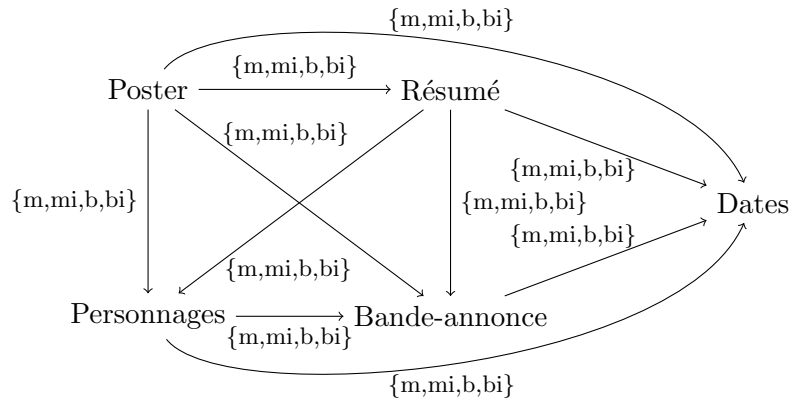 {m,mi,b,bi}
{m,mi,b,bi}
Poster
Résumé
{m,mi,b,bi}
{m,mi,b,bi}
{m,mi,b,bi}
{m,mi,b,bi}
Dates
{m,mi,b,bi}
{m,mi,b,bi}
Personnages
Bande-annonce
{m,mi,b,bi}
{m,mi,b,bi}